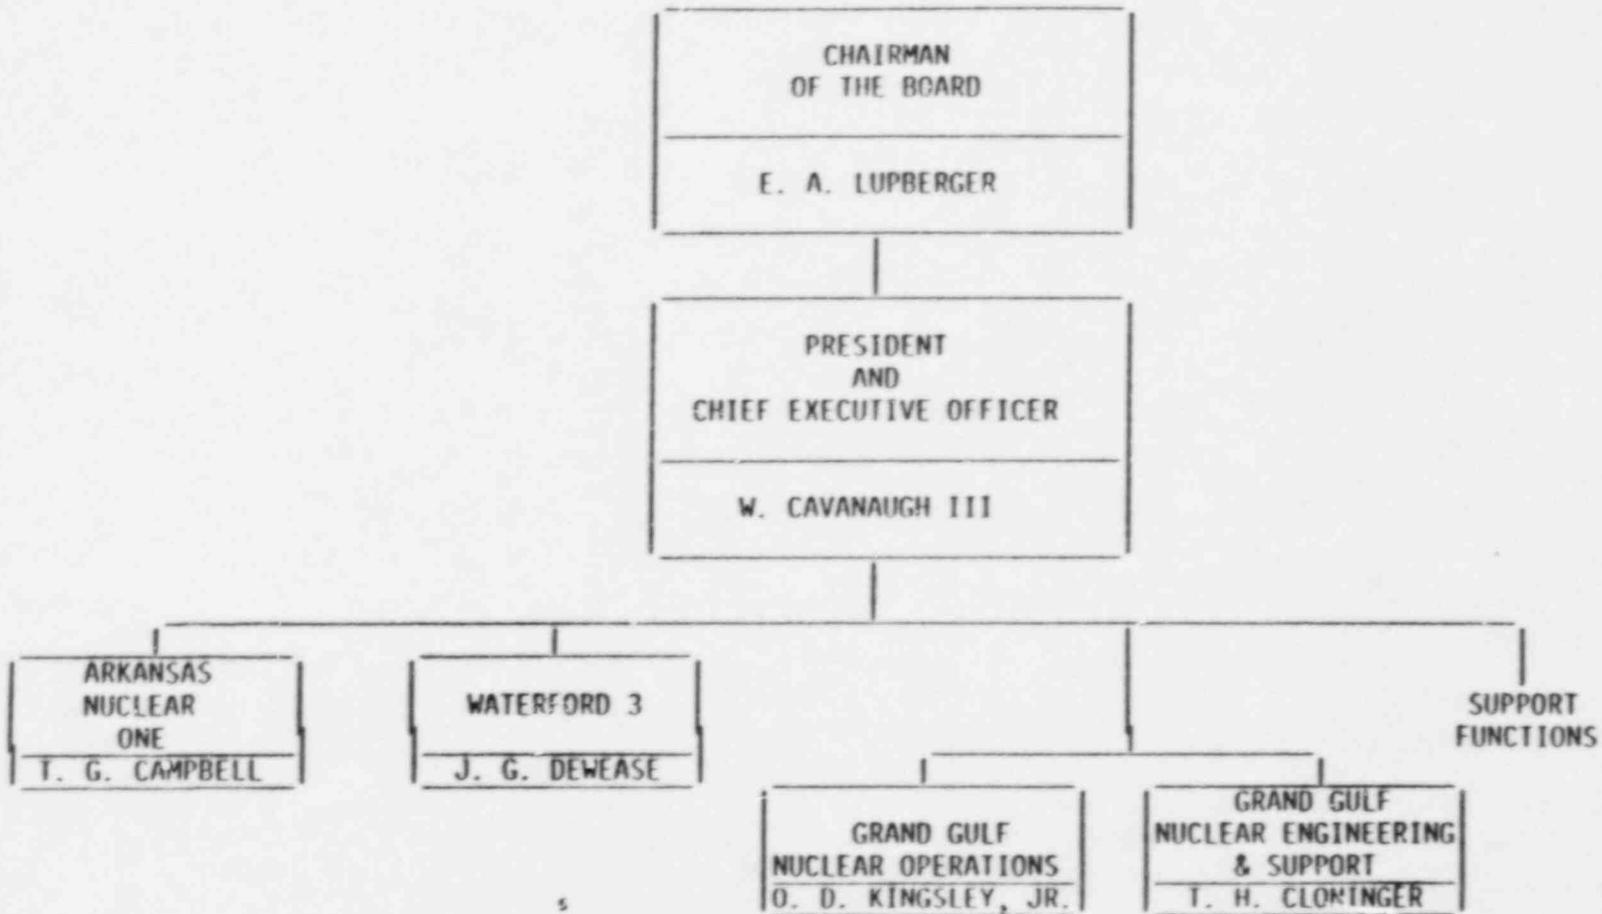 CHAIRMAN
OF THE BOARD
E. A. LUPBERGER
PRESIDENT
AND
CHIEF EXECUTIVE OFFICER
W. CAVANAUGH III
ARKANSAS
NUCLEAR
ONE
T. G. CAMPBELL
WATERFORD 3
J. G. DEWEASE
SUPPORT
FUNCTIONS
GRAND GULF
NUCLEAR OPERATIONS
O. D. KINGSLEY, JR.
GRAND GULF
NUCLEAR ENGINEERING
& SUPPORT
T. H. CLONINGER